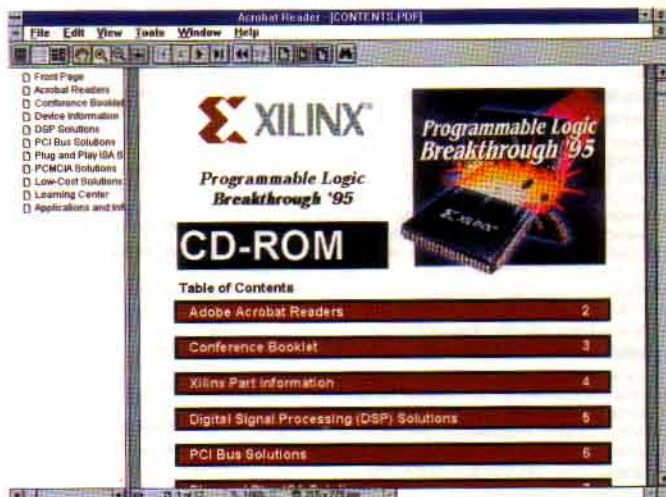 Acrobat Reader - [CONTENTS.PDF]
File Edit View Tools Window Help
Front Page
Acrobat Readers
Conference Booklet
Device Information
DSP Solutions
PCI Bus Solutions
Plug and Play ISA S
PCMCIA Solutions
Low-Cost Solutions
Learning Center
Applications and Inf
XILINX
Programmable Logic
Breakthrough '95
CD-ROM
Programmable Logic
Breakthrough '95
XILINX
Table of Contents
Adobe Acrobat Readers 2
Conference Booklet 3
Xilinx Part Information 4
Digital Signal Processing (DSP) Solutions 5
PCI Bus Solutions 6